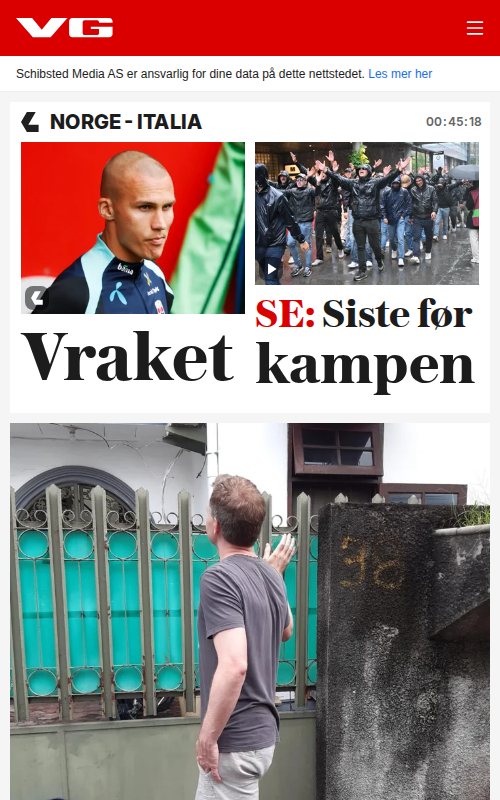 VG
Schibsted Media AS er ansvarlig for dine data på dette nettstedet. Les mer her
NORGE - ITALIA
00:45:18
Vraket
SE: Siste før
kampen
90